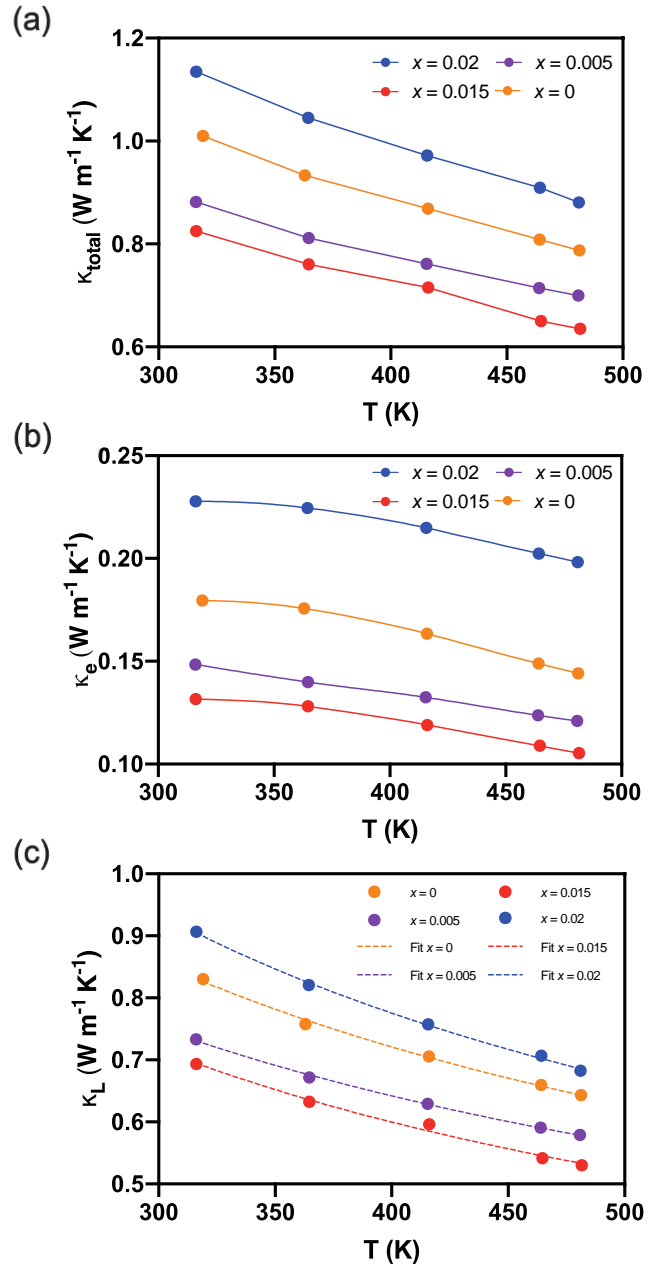 (a)
1.2
1.0
0.8
0.6
κtotal (W m⁻¹ K⁻¹)
x = 0.02
x = 0.005
x = 0.015
x = 0
300 350 400 450 500
T (K)
(b)
0.25
0.20
0.15
0.10
κe (W m⁻¹ K⁻¹)
x = 0.02
x = 0.005
x = 0.015
x = 0
300 350 400 450 500
T (K)
(c)
1.0
0.9
0.8
0.7
0.6
0.5
κL (W m⁻¹ K⁻¹)
x = 0
x = 0.015
x = 0.005
x = 0.02
Fit x = 0
Fit x = 0.015
Fit x = 0.005
Fit x = 0.02
300 350 400 450 500
T (K)